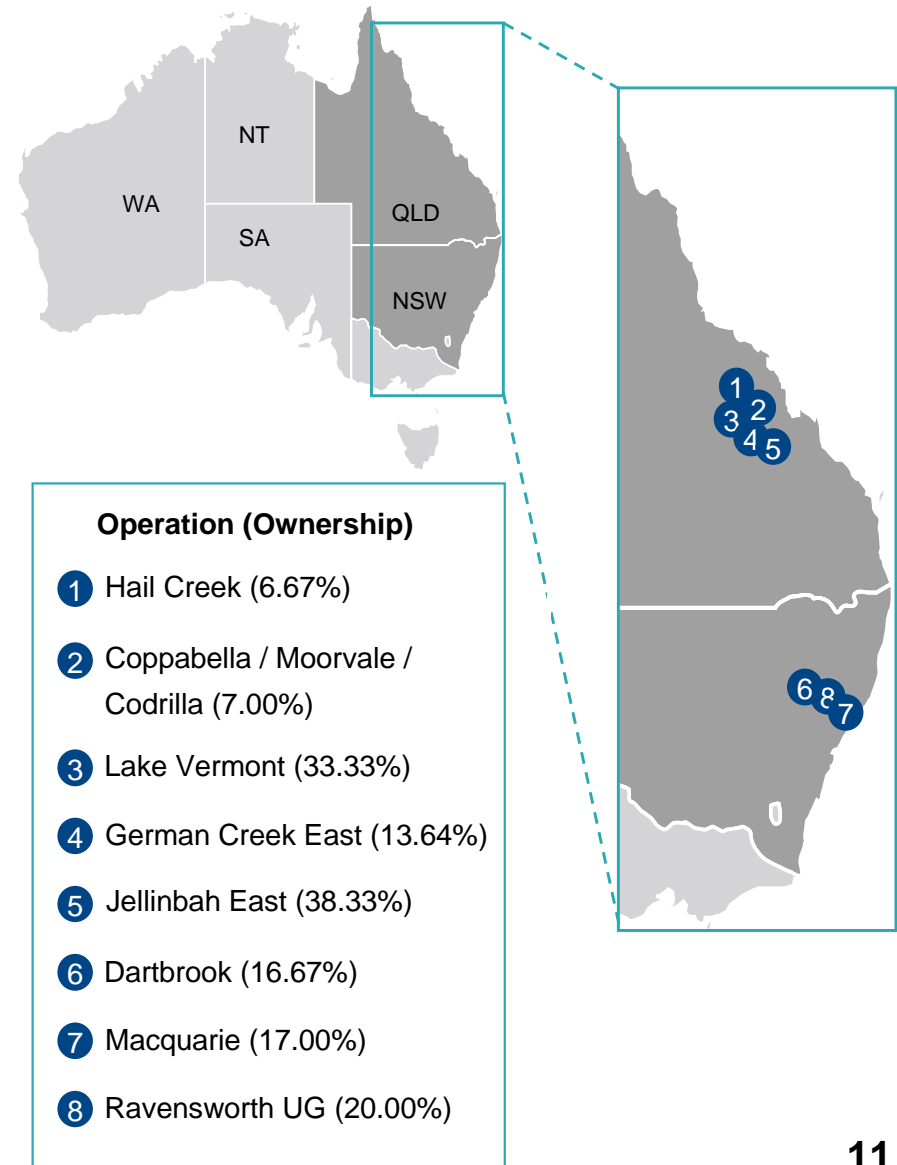 NT
WA
SA
QLD
NSW
1
2
3
4
5
6
8
7
Operation (Ownership)
1 Hail Creek (6.67%)
2 Coppabella / Moorvale /
Codrilla (7.00%)
3 Lake Vermont (33.33%)
4 German Creek East (13.64%)
5 Jellinbah East (38.33%)
6 Dartbrook (16.67%)
7 Macquarie (17.00%)
8 Ravensworth UG (20.00%)
11